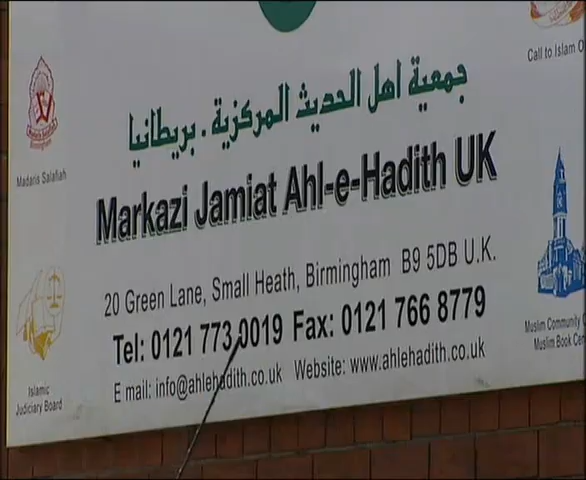 Call to Islam
جمعية اهل الحديث المركزية . بريطانيا
Madaris Salafiah
Markazi Jamiat Ahl-e-Hadith UK
20 Green Lane, Small Heath, Birmingham B9 5DB U.K.
Tel: 0121 773 0019 Fax: 0121 766 8779
E mail: info@ahlehadith.co.uk Website: www.ahlehadith.co.uk
Islamic
Judiciary Board
Muslim Community
Muslim Book